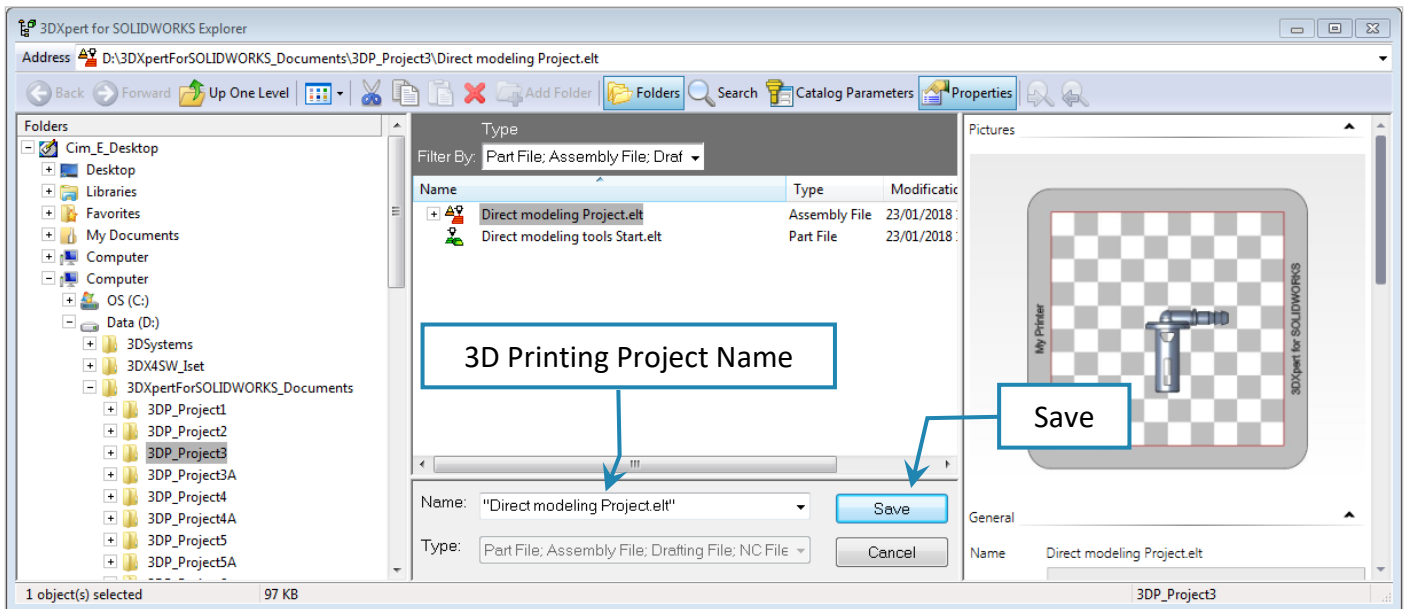 3DXpert for SOLIDWORKS Explorer
Address D:\3DXpertForSOLIDWORKS_Documents\3DP_Project3\Direct modeling Project.elt
Back Forward Up One Level Add Folder Folders Search Catalog Parameters Properties
Folders
Cim_E_Desktop
Desktop
Libraries
Favorites
My Documents
Computer
Computer
OS (C:)
Data (D:)
3DSystems
3DX4SW_Iset
3DXpertForSOLIDWORKS_Documents
3DP_Project1
3DP_Project2
3DP_Project3
3DP_Project3A
3DP_Project4
3DP_Project4A
3DP_Project5
3DP_Project5A
Type
Filter By: Part File; Assembly File; Draf
Name Type Modificatic
Direct modeling Project.elt Assembly File 23/01/2018
Direct modeling tools Start.elt Part File 23/01/2018
3D Printing Project Name
Save
Name: "Direct modeling Project.elt" Save
Type: Part File; Assembly File; Drafting File; NC File Cancel
Pictures
My Printer
3DXpert for SOLIDWORKS
General
Name Direct modeling Project.elt
1 object(s) selected 97 KB 3DP_Project3